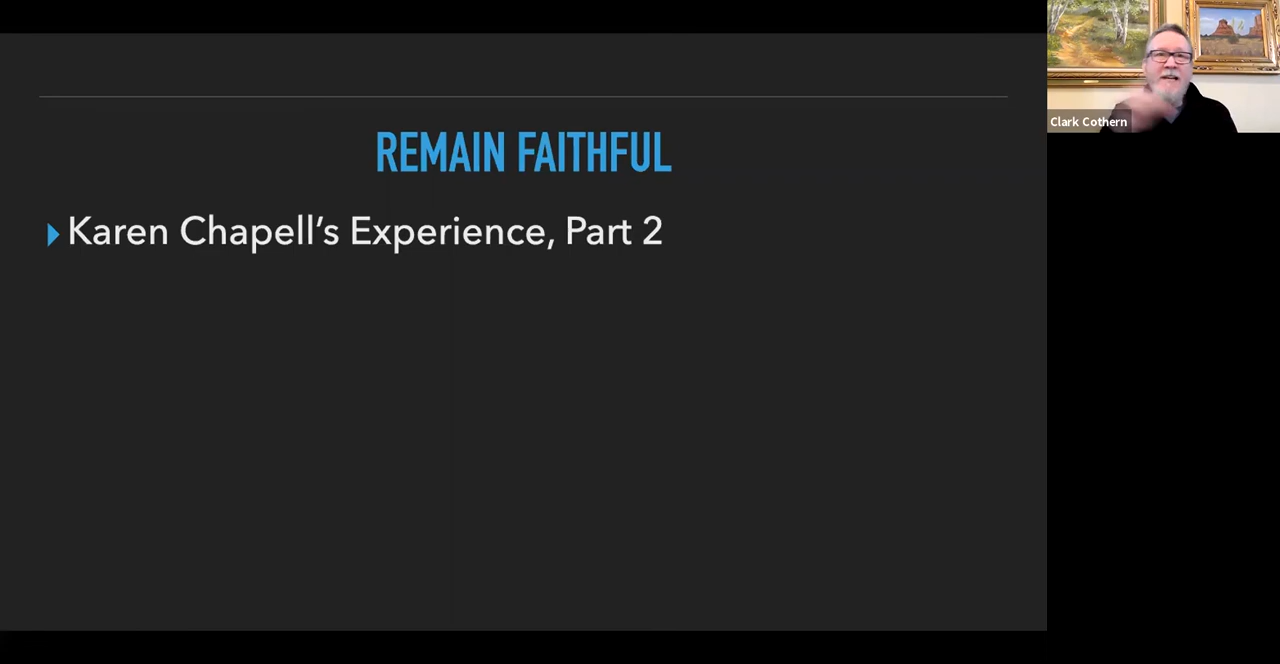 REMAIN FAITHFUL
Karen Chapell’s Experience, Part 2
Clark Cothern